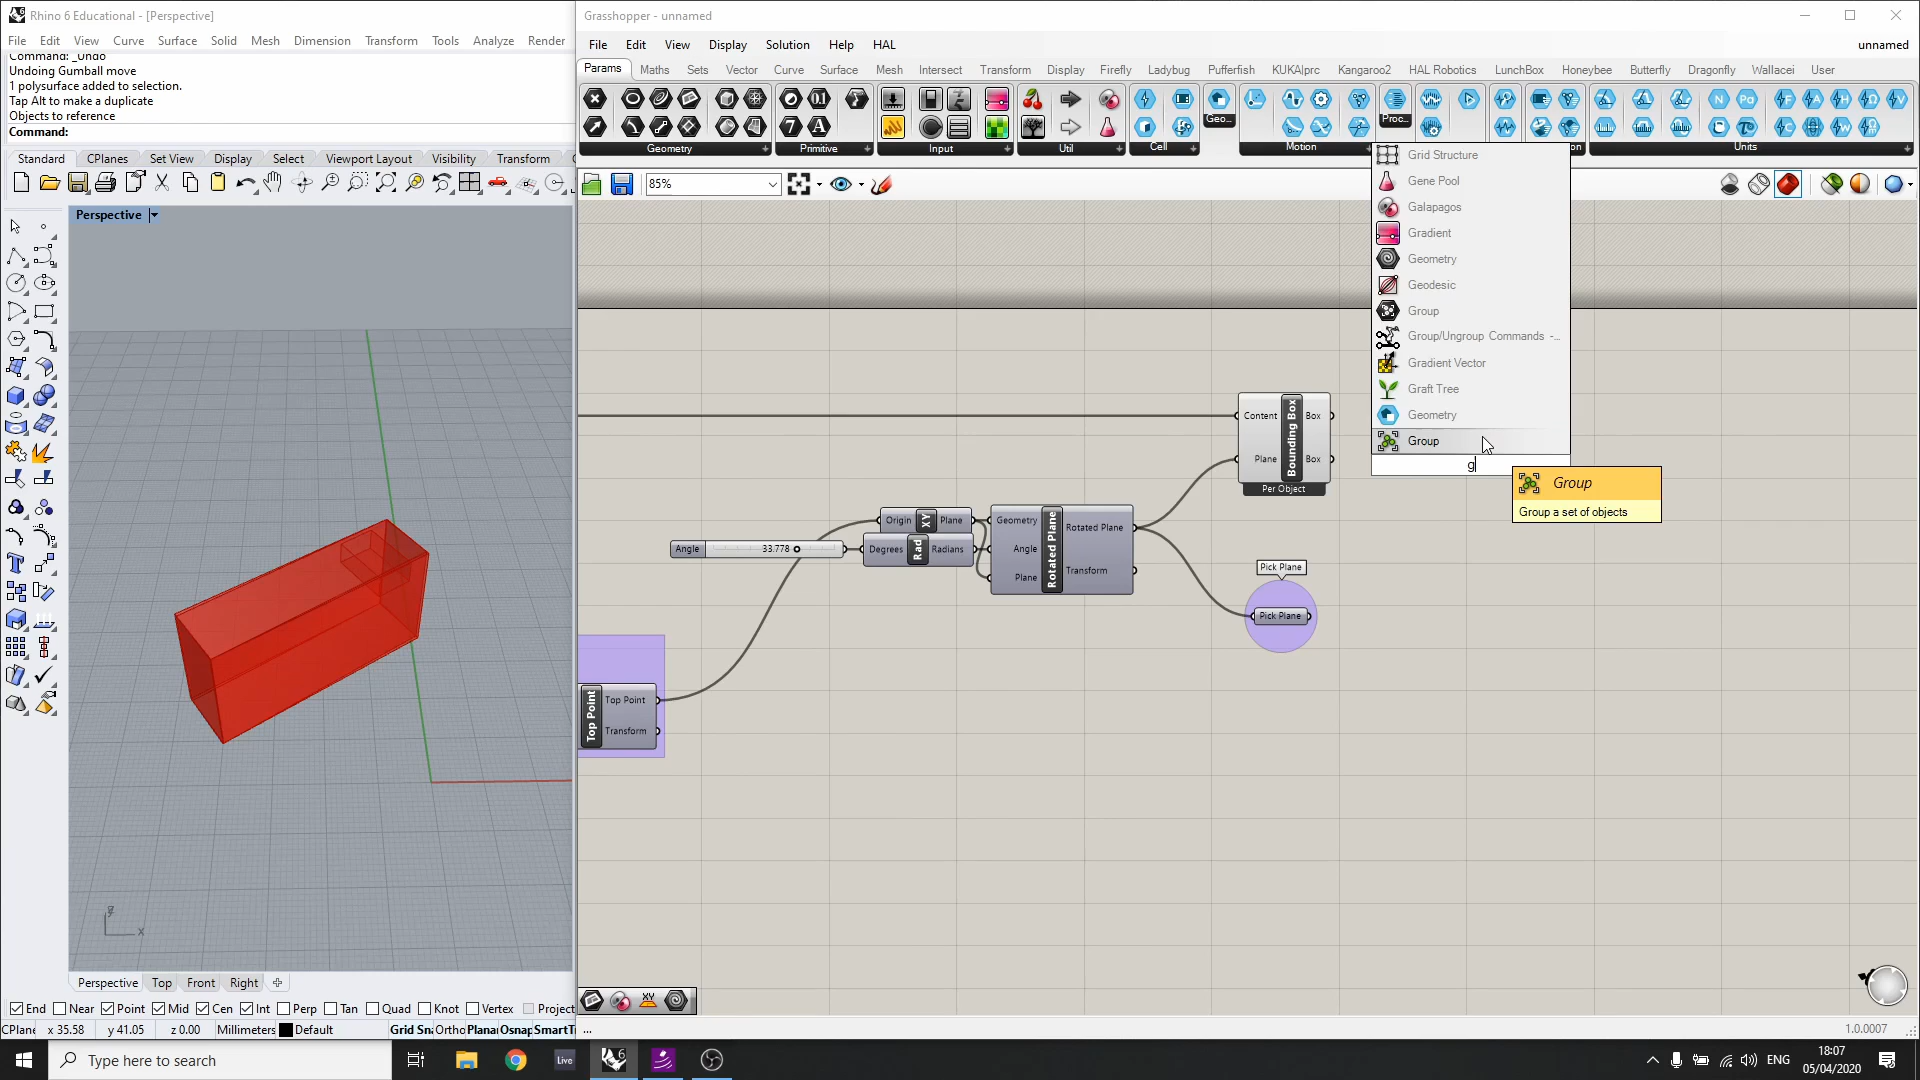 Rhino 6 Educational - [Perspective]
File Edit View Curve Surface Solid Mesh Dimension Transform Tools Analyze Render
Command: _Undo
Undoing Gumball move
1 polysurface added to selection.
Tap Alt to make a duplicate
Objects to reference
Command:
Standard CPlanes Set View Display Select Viewport Layout Visibility Transform
Perspective
Perspective Top Front Right
End Near Point Mid Cen Int Perp Tan Quad Knot Vertex Project
CPlane x 35.58 y 41.05 z 0.00 Millimeters Default Grid Sna Ortho Planar Osnap SmartT
Grasshopper - unnamed
File Edit View Display Solution Help HAL
unnamed
Params Maths Sets Vector Curve Surface Mesh Intersect Transform Display Firefly Ladybug Pufferfish KUKA|prc Kangaroo2 HAL Robotics LunchBox Honeybee Butterfly Dragonfly Wallacei User
Geo...
Proc...
Geometry Primitive Input Util Cell Motion Units
85%
Grid Structure
Gene Pool
Galapagos
Gradient
Geometry
Geodesic
Group
Group/Ungroup Commands -...
Gradient Vector
Graft Tree
Geometry
Group
g
Group
Group a set of objects
Content
Plane
Bounding Box
Box
Box
Per Object
Origin XY Plane
Angle 33.778
Degrees Rad Radians
Geometry
Angle
Plane
Rotated Plane
Rotated Plane
Transform
Pick Plane
Pick Plane
Top Point
Top Point
Transform
...
1.0.0007
Type here to search
Live
ENG
18:07
05/04/2020